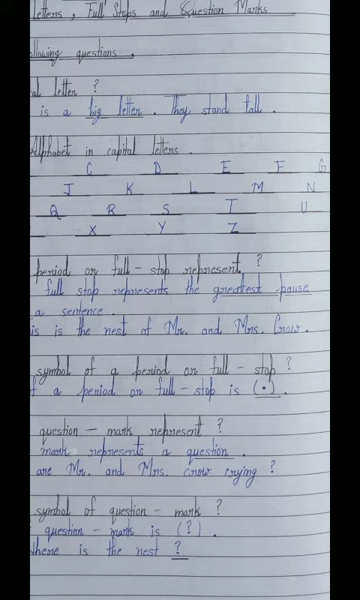 letters, Full Stops and Question Marks
following questions.
letter ?
is a big letter. They stand tall.
Alphabet in capital letters.
C D E F G
J K L M N
Q R S T U
X Y Z
period or full-stop represent ?
full stop represents the greatest pause
a sentence.
is is the nest of Mr. and Mrs. Crow.
symbol of a period or full-stop ?
f a period or full-stop is (•).
question-mark represent ?
mark represents a question.
are Mr. and Mrs. crow crying ?
symbol of question-mark ?
question-mark is (?).
where is the nest ?